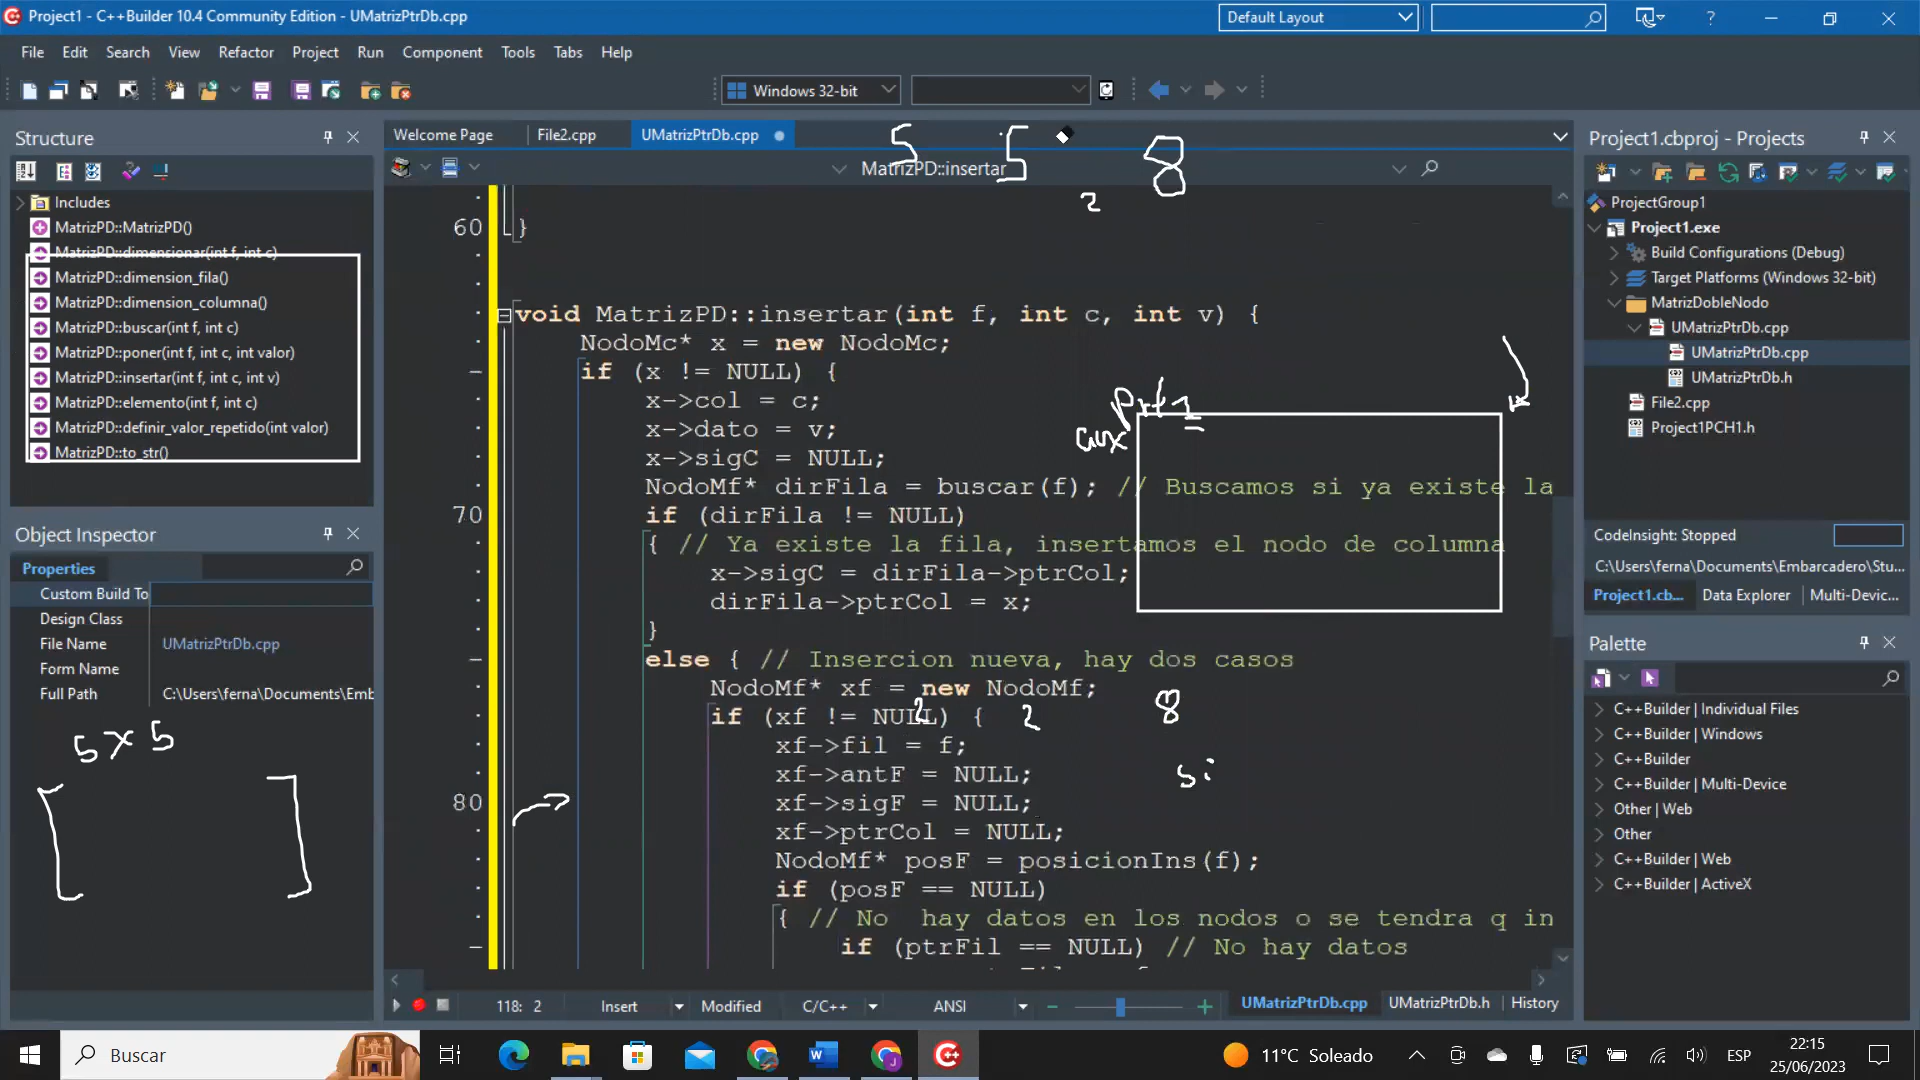 Project1 - C++Builder 10.4 Community Edition - UMatrizPtrDb.cpp
Default Layout
?
File Edit Search View Refactor Project Run Component Tools Tabs Help
Windows 32-bit
Structure
Includes
MatrizPD::MatrizPD()
MatrizPD::dimensionar(int f, int c)
MatrizPD::dimension_fila()
MatrizPD::dimension_columna()
MatrizPD::buscar(int f, int c)
MatrizPD::poner(int f, int c, int valor)
MatrizPD::insertar(int f, int c, int v)
MatrizPD::elemento(int f, int c)
MatrizPD::definir_valor_repetido(int valor)
MatrizPD::to_str()
Object Inspector
Properties
Custom Build To
Design Class
File Name UMatrizPtrDb.cpp
Form Name
Full Path C:\Users\ferna\Documents\Emb
5 x 5
Welcome Page File2.cpp UMatrizPtrDb.cpp
5 5 8
MatrizPD::insertar
2
60 }
void MatrizPD::insertar(int f, int c, int v) {
NodoMc* x = new NodoMc;
if (x != NULL) {
x->col = c;
x->dato = v;
x->sigC = NULL;
NodoMf* dirFila = buscar(f); // Buscamos si ya existe la
70 if (dirFila != NULL)
{ // Ya existe la fila, insertamos el nodo de columna
x->sigC = dirFila->ptrCol;
dirFila->ptrCol = x;
}
else { // Insercion nueva, hay dos casos
NodoMf* xf = new NodoMf;
if (xf != NULL) {
xf->fil = f;
xf->antF = NULL;
80 xf->sigF = NULL;
xf->ptrCol = NULL;
NodoMf* posF = posicionIns(f);
if (posF == NULL)
{ // No  hay datos en los nodos o se tendra q in
if (ptrFil == NULL) // No hay datos
prt1
aux
2 2 8
si
118: 2 Insert Modified C/C++ ANSI
UMatrizPtrDb.cpp UMatrizPtrDb.h History
Project1.cbproj - Projects
ProjectGroup1
Project1.exe
Build Configurations (Debug)
Target Platforms (Windows 32-bit)
MatrizDobleNodo
UMatrizPtrDb.cpp
UMatrizPtrDb.cpp
UMatrizPtrDb.h
File2.cpp
Project1PCH1.h
CodeInsight: Stopped
C:\Users\ferna\Documents\Embarcadero\Stu...
Project1.cb... Data Explorer Multi-Devic...
Palette
C++Builder | Individual Files
C++Builder | Windows
C++Builder
C++Builder | Multi-Device
Other | Web
Other
C++Builder | Web
C++Builder | ActiveX
Buscar
11°C Soleado
ESP
22:15
25/06/2023